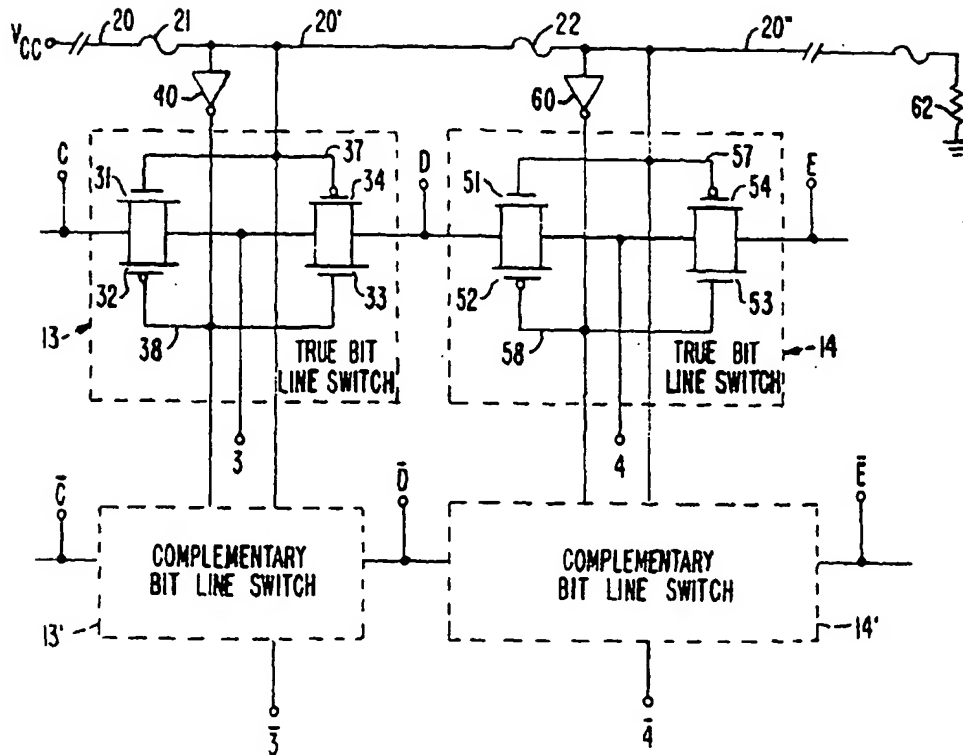 VCC 20 21 20' 22 20"
40 60 62
C 31 37 34 D 51 57 54 E
32 33 52 53
13 38 58 14
TRUE BIT
LINE SWITCH
TRUE BIT
LINE SWITCH
3 4
C̅ D̅ E̅
COMPLEMENTARY
BIT LINE SWITCH
COMPLEMENTARY
BIT LINE SWITCH
13' 14'
3̅ 4̅